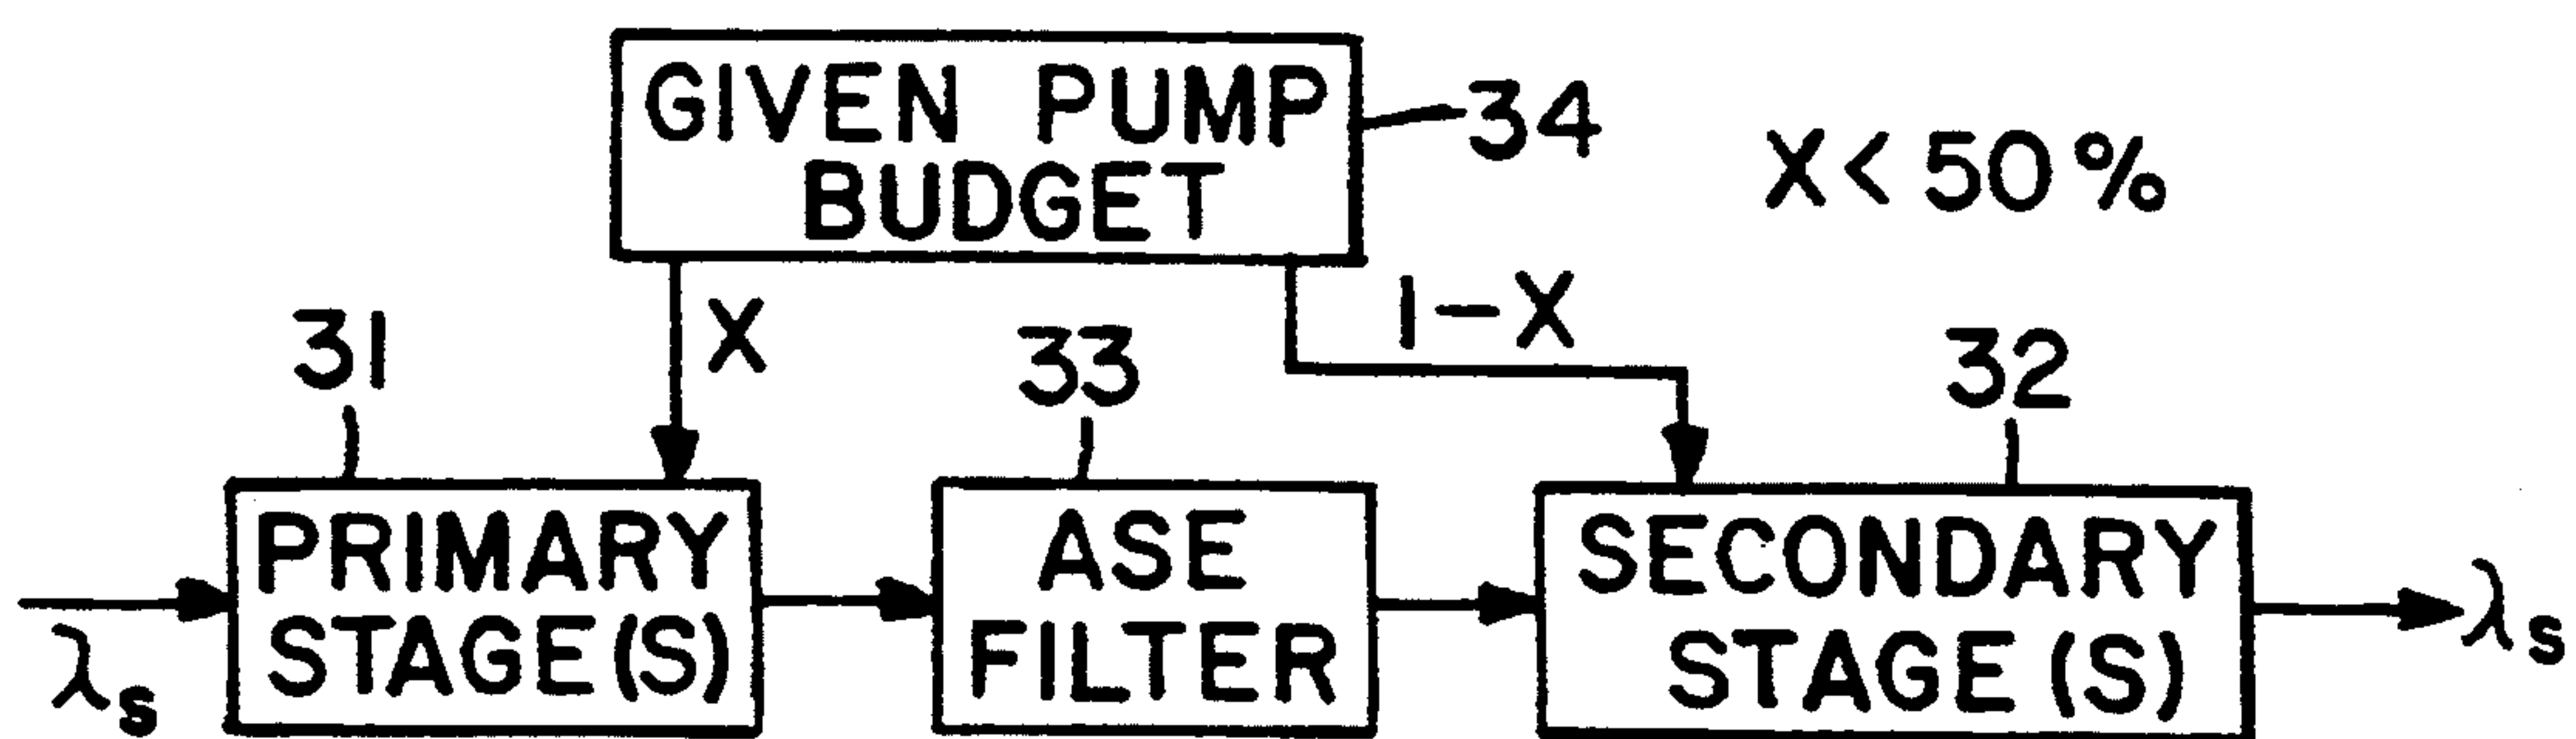 GIVEN PUMP
BUDGET
34
X < 50%
X
1-X
31
33
32
PRIMARY
STAGE(S)
ASE
FILTER
SECONDARY
STAGE(S)
λs
λs